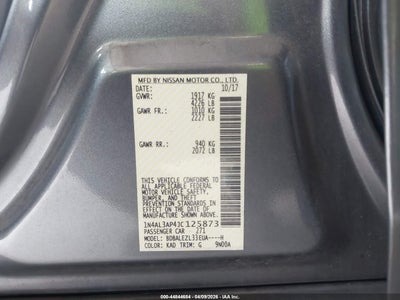 MFD BY NISSAN MOTOR CO., LTD.
DATE: 10/17
GVWR: 1917 KG
4226 LB
GAWR FR.: 1010 KG
2227 LB
GAWR RR.: 940 KG
2072 LB
THIS VEHICLE CONFORMS TO ALL
APPLICABLE FEDERAL MOTOR
VEHICLE SAFETY,
BUMPER, AND THEFT
PREVENTION STANDARDS IN
EFFECT ON THE DATE OF
MANUFACTURE SHOWN ABOVE.
1N4AL3AP4JC125873
PASSENGER CAR 271
MODEL: BDBALEZL33EUA----H
COLOR: KAD TRIM: G 9N00A
000-44844684 | 04/09/2026 - IAA, Inc.